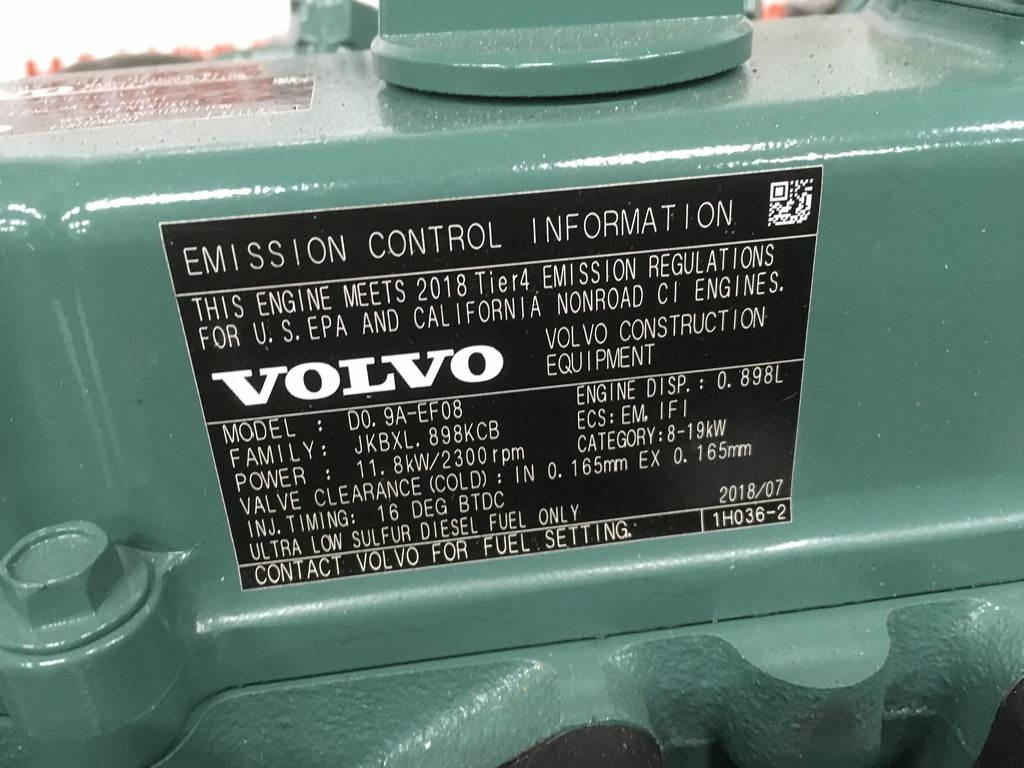 EMISSION CONTROL INFORMATION
THIS ENGINE MEETS 2018 Tier4 EMISSION REGULATIONS
FOR U.S.EPA AND CALIFORNIA NONROAD CI ENGINES.
VOLVO
VOLVO CONSTRUCTION
EQUIPMENT
MODEL : D0.9A-EF08
ENGINE DISP.: 0.898L
FAMILY: JKBXL.898KCB
ECS: EM, IFI
POWER : 11.8kW/2300rpm
CATEGORY:8-19kW
VALVE CLEARANCE(COLD): IN 0.165mm EX 0.165mm
INJ.TIMING: 16 DEG BTDC
ULTRA LOW SULFUR DIESEL FUEL ONLY
2018/07
CONTACT VOLVO FOR FUEL SETTING.
1H036-2